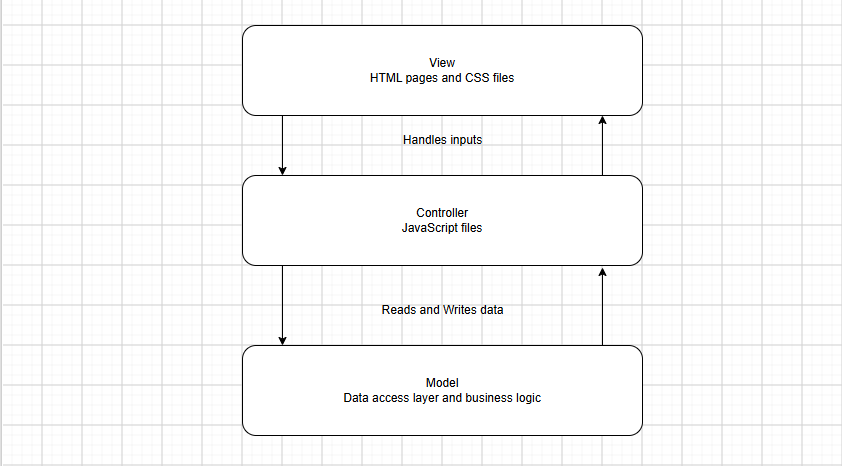 View
HTML pages and CSS files
Handles inputs
Controller
JavaScript files
Reads and Writes data
Model
Data access layer and business logic